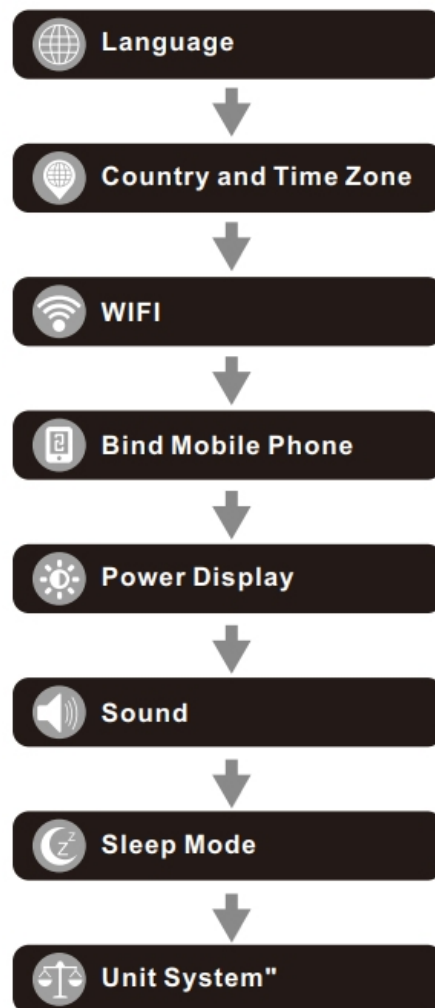 Language
Country and Time Zone
WIFI
Bind Mobile Phone
Power Display
Sound
Sleep Mode
Unit System"